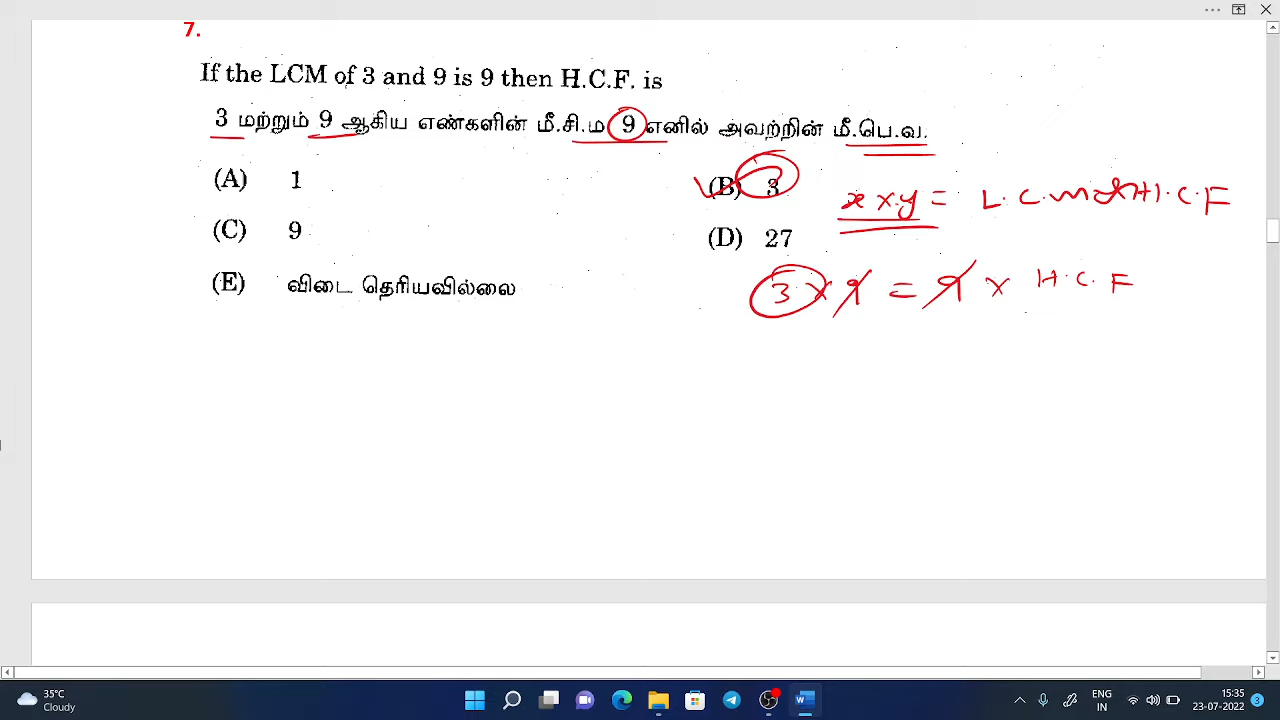 7.
If the LCM of 3 and 9 is 9 then H.C.F. is
3 மற்றும் 9 ஆகிய எண்களின் மீ.சி.ம 9 எனில் அவற்றின் மீ.பெ.வ.
(A) 1
(B) 3
x x y = L.C.M H.C.F
(C) 9
(D) 27
(E) விடை தெரியவில்லை
3 x 9 = 9 x H.C.F
35°C
Cloudy
ENG
IN
15:35
23-07-2022
3